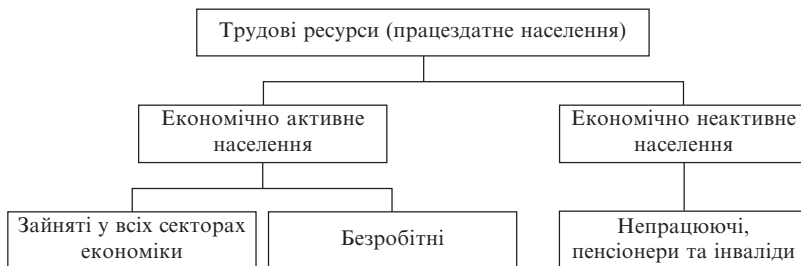 Трудові ресурси (працездатне населення)
Економічно активне
населення
Економічно неактивне
населення
Зайняті у всіх секторах
економіки
Безробітні
Непрацюючі,
пенсіонери та інваліди